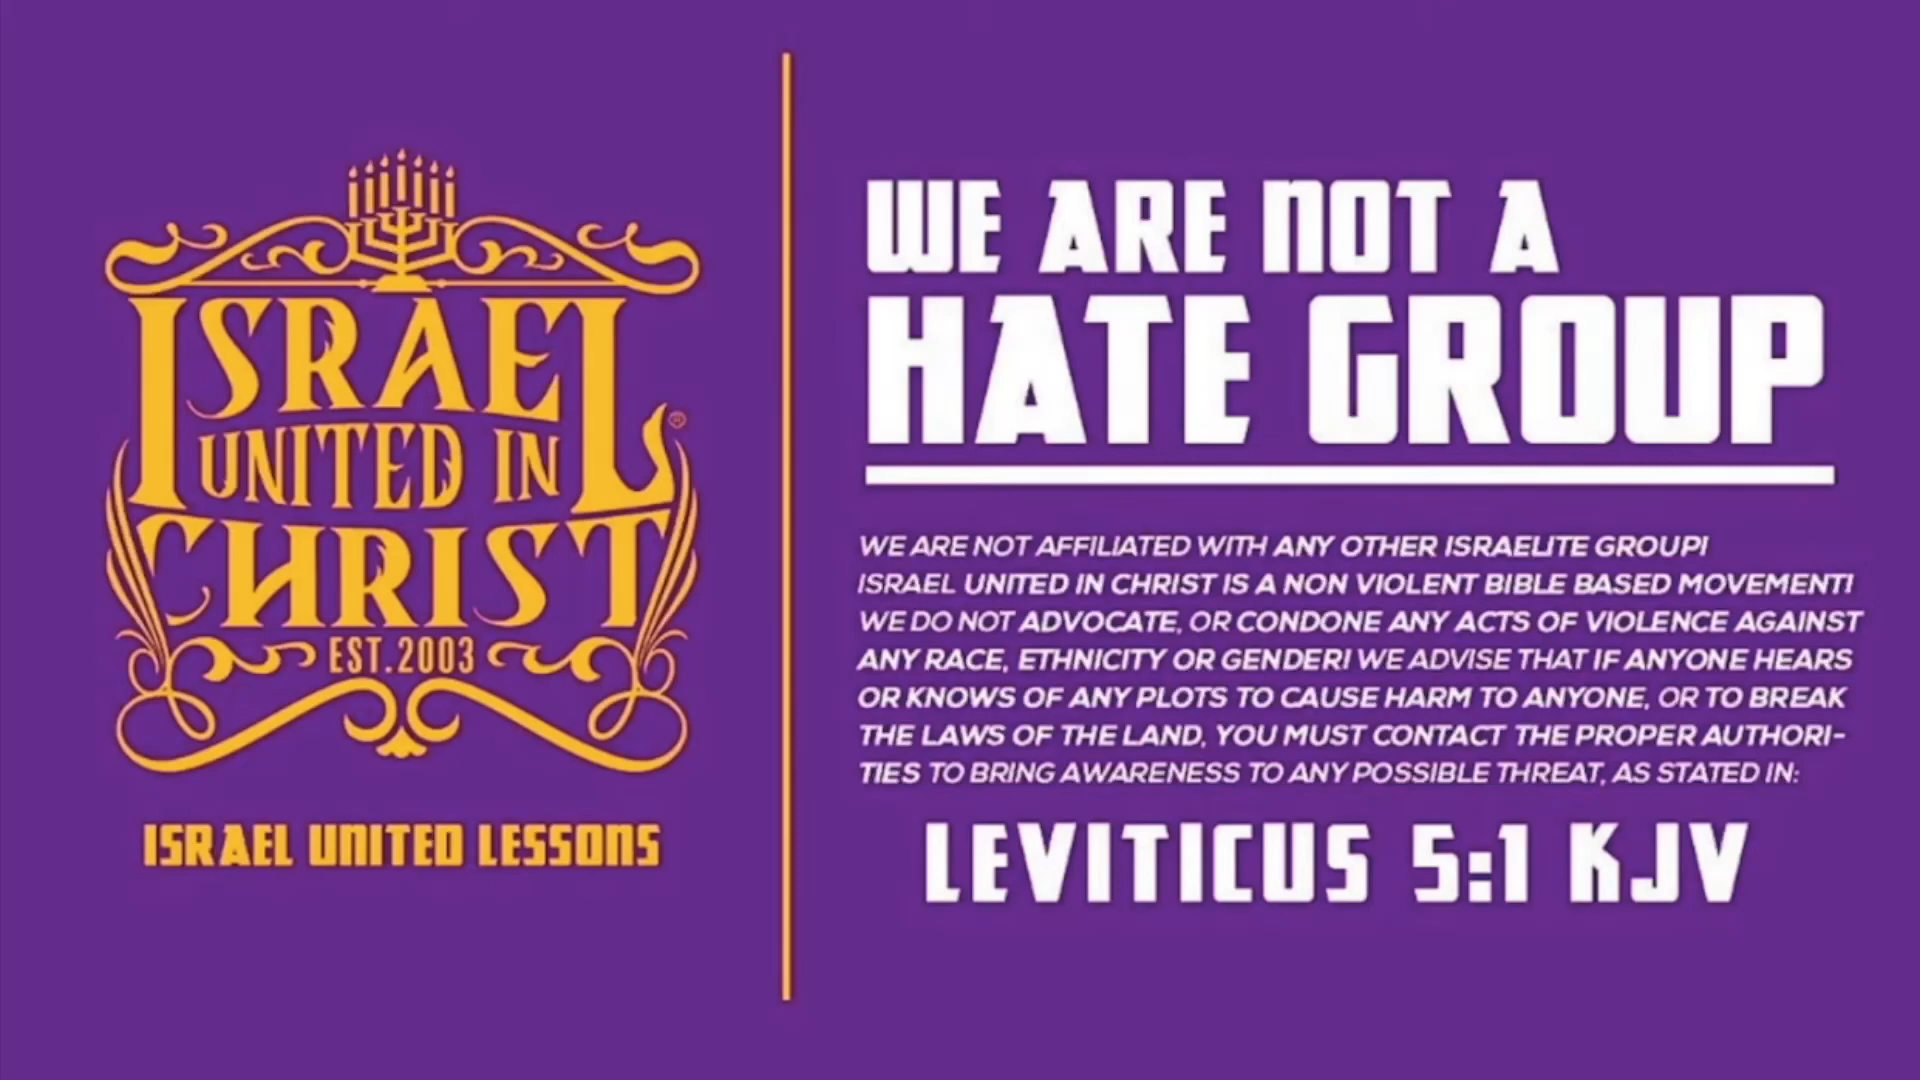 ISRAEL
UNITED IN
CHRIST
®
EST.2003
ISRAEL UNITED LESSONS
WE ARE NOT A
HATE GROUP
WE ARE NOT AFFILIATED WITH ANY OTHER ISRAELITE GROUP!
ISRAEL UNITED IN CHRIST IS A NON VIOLENT BIBLE BASED MOVEMENT!
WE DO NOT ADVOCATE, OR CONDONE ANY ACTS OF VIOLENCE AGAINST
ANY RACE, ETHNICITY OR GENDER! WE ADVISE THAT IF ANYONE HEARS
OR KNOWS OF ANY PLOTS TO CAUSE HARM TO ANYONE, OR TO BREAK
THE LAWS OF THE LAND, YOU MUST CONTACT THE PROPER AUTHORI-
TIES TO BRING AWARENESS TO ANY POSSIBLE THREAT, AS STATED IN:
LEVITICUS 5:1 KJV